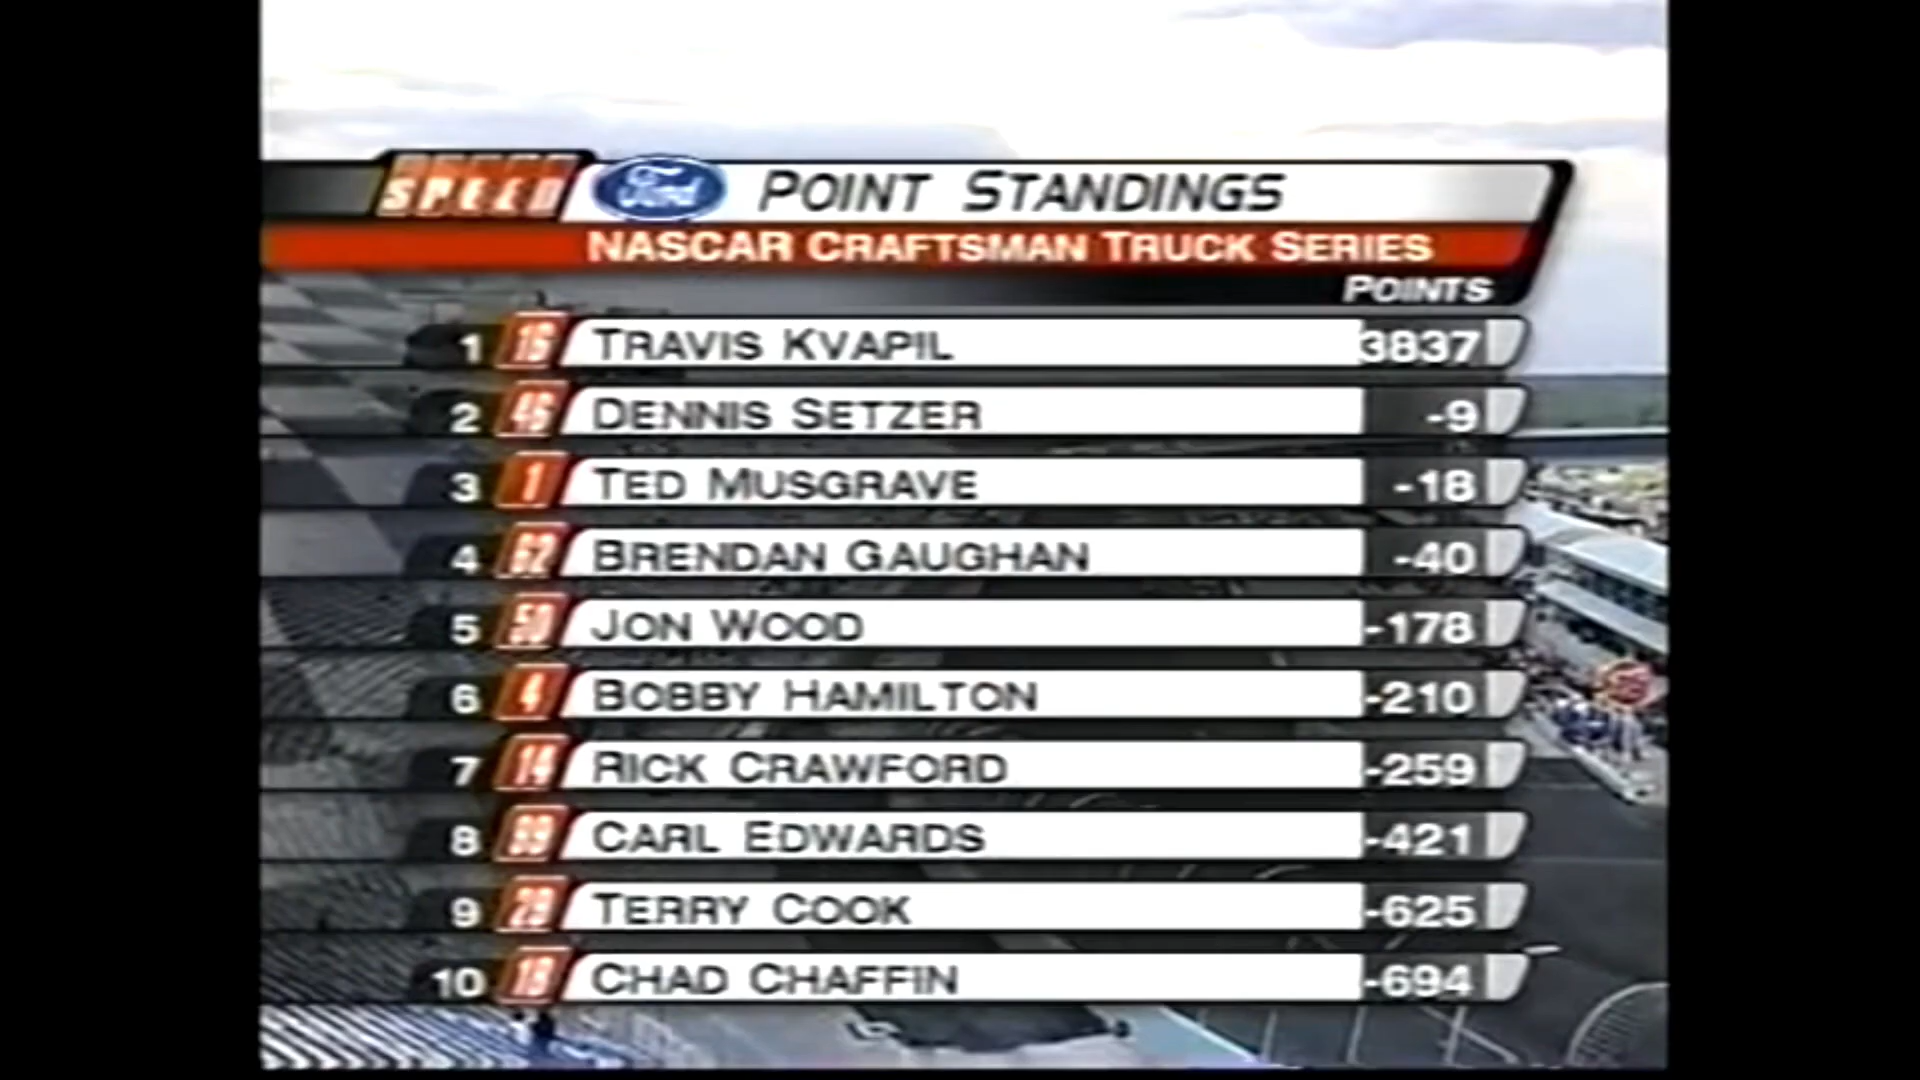 SPEED Ford POINT STANDINGS
NASCAR CRAFTSMAN TRUCK SERIES
POINTS
1 16 TRAVIS KVAPIL 3837
2 46 DENNIS SETZER -9
3 1 TED MUSGRAVE -18
4 62 BRENDAN GAUGHAN -40
5 50 JON WOOD -178
6 4 BOBBY HAMILTON -210
7 14 RICK CRAWFORD -259
8 99 CARL EDWARDS -421
9 29 TERRY COOK -625
10 18 CHAD CHAFFIN -694